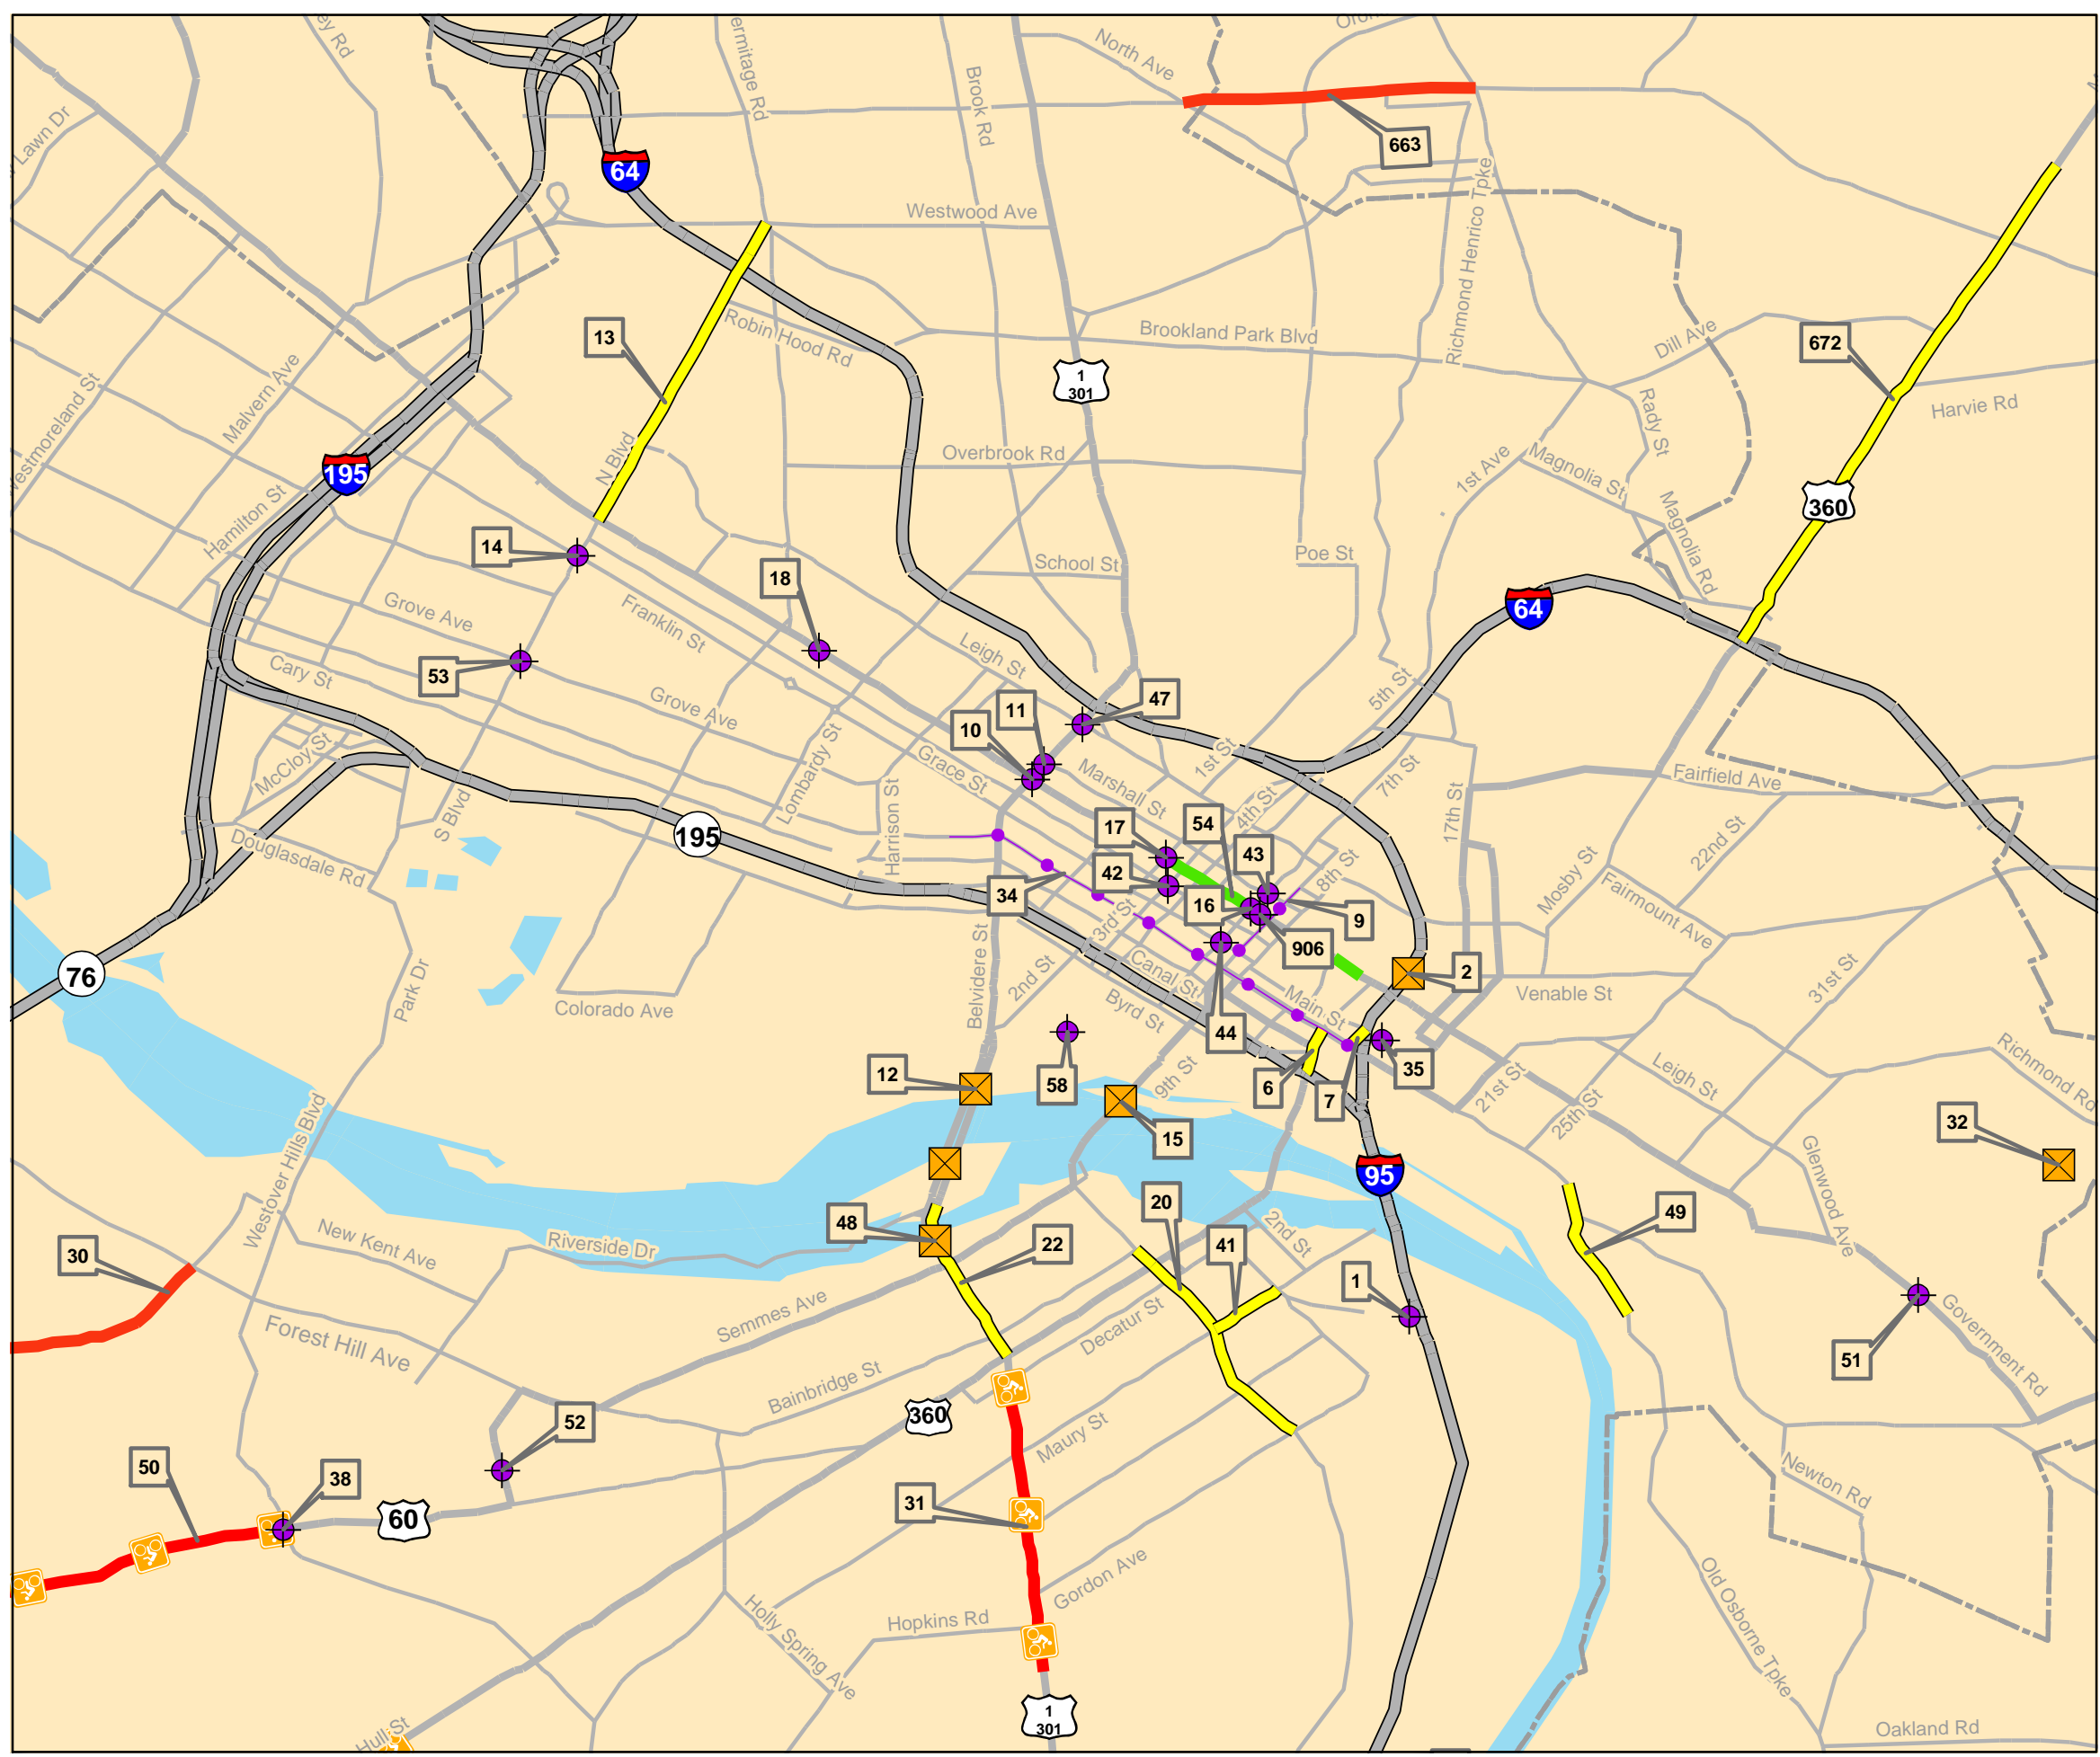 North Ave
Brook Rd
663
64
Richmond Henrico Tpke
Westwood Ave
13
Robin Hood Rd
Brookland Park Blvd
Dill Ave
672
1
301
Harvie Rd
Malvern Ave
Rady St
N Blvd
Overbrook Rd
1st Ave
Magnolia St
195
360
Hamilton St
Magnolia Rd
14
School St
Poe St
18
64
Grove Ave
Franklin St
Leigh St
53
Cary St
5th St
47
Grove Ave
11
10
McCloy St
Grace St
1st St
Marshall St
7th St
Fairfield Ave
Lombardy St
Harrison St
4th St
17th St
S Blvd
54
17
22nd St
195
43
8th St
Douglasdale Rd
42
Mosby St
Fairmount Ave
34
16
3rd St
9
906
Belvidere St
2nd St
Canal St
2
31st St
76
Park Dr
Venable St
Colorado Ave
Byrd St
Main St
44
58
35
12
9th St
6
7
21st St
Leigh St
25th St
Richmond Rd
Westover Hills Blvd
15
32
Glenwood Ave
95
20
49
48
22
41
2nd St
New Kent Ave
Riverside Dr
30
1
Semmes Ave
Decatur St
Forest Hill Ave
Government Rd
51
Bainbridge St
52
360
Maury St
50
38
31
60
Newton Rd
Gordon Ave
Hopkins Rd
Holly Spring Ave
Old Osborne Tpke
1
301
Hull St
Oakland Rd